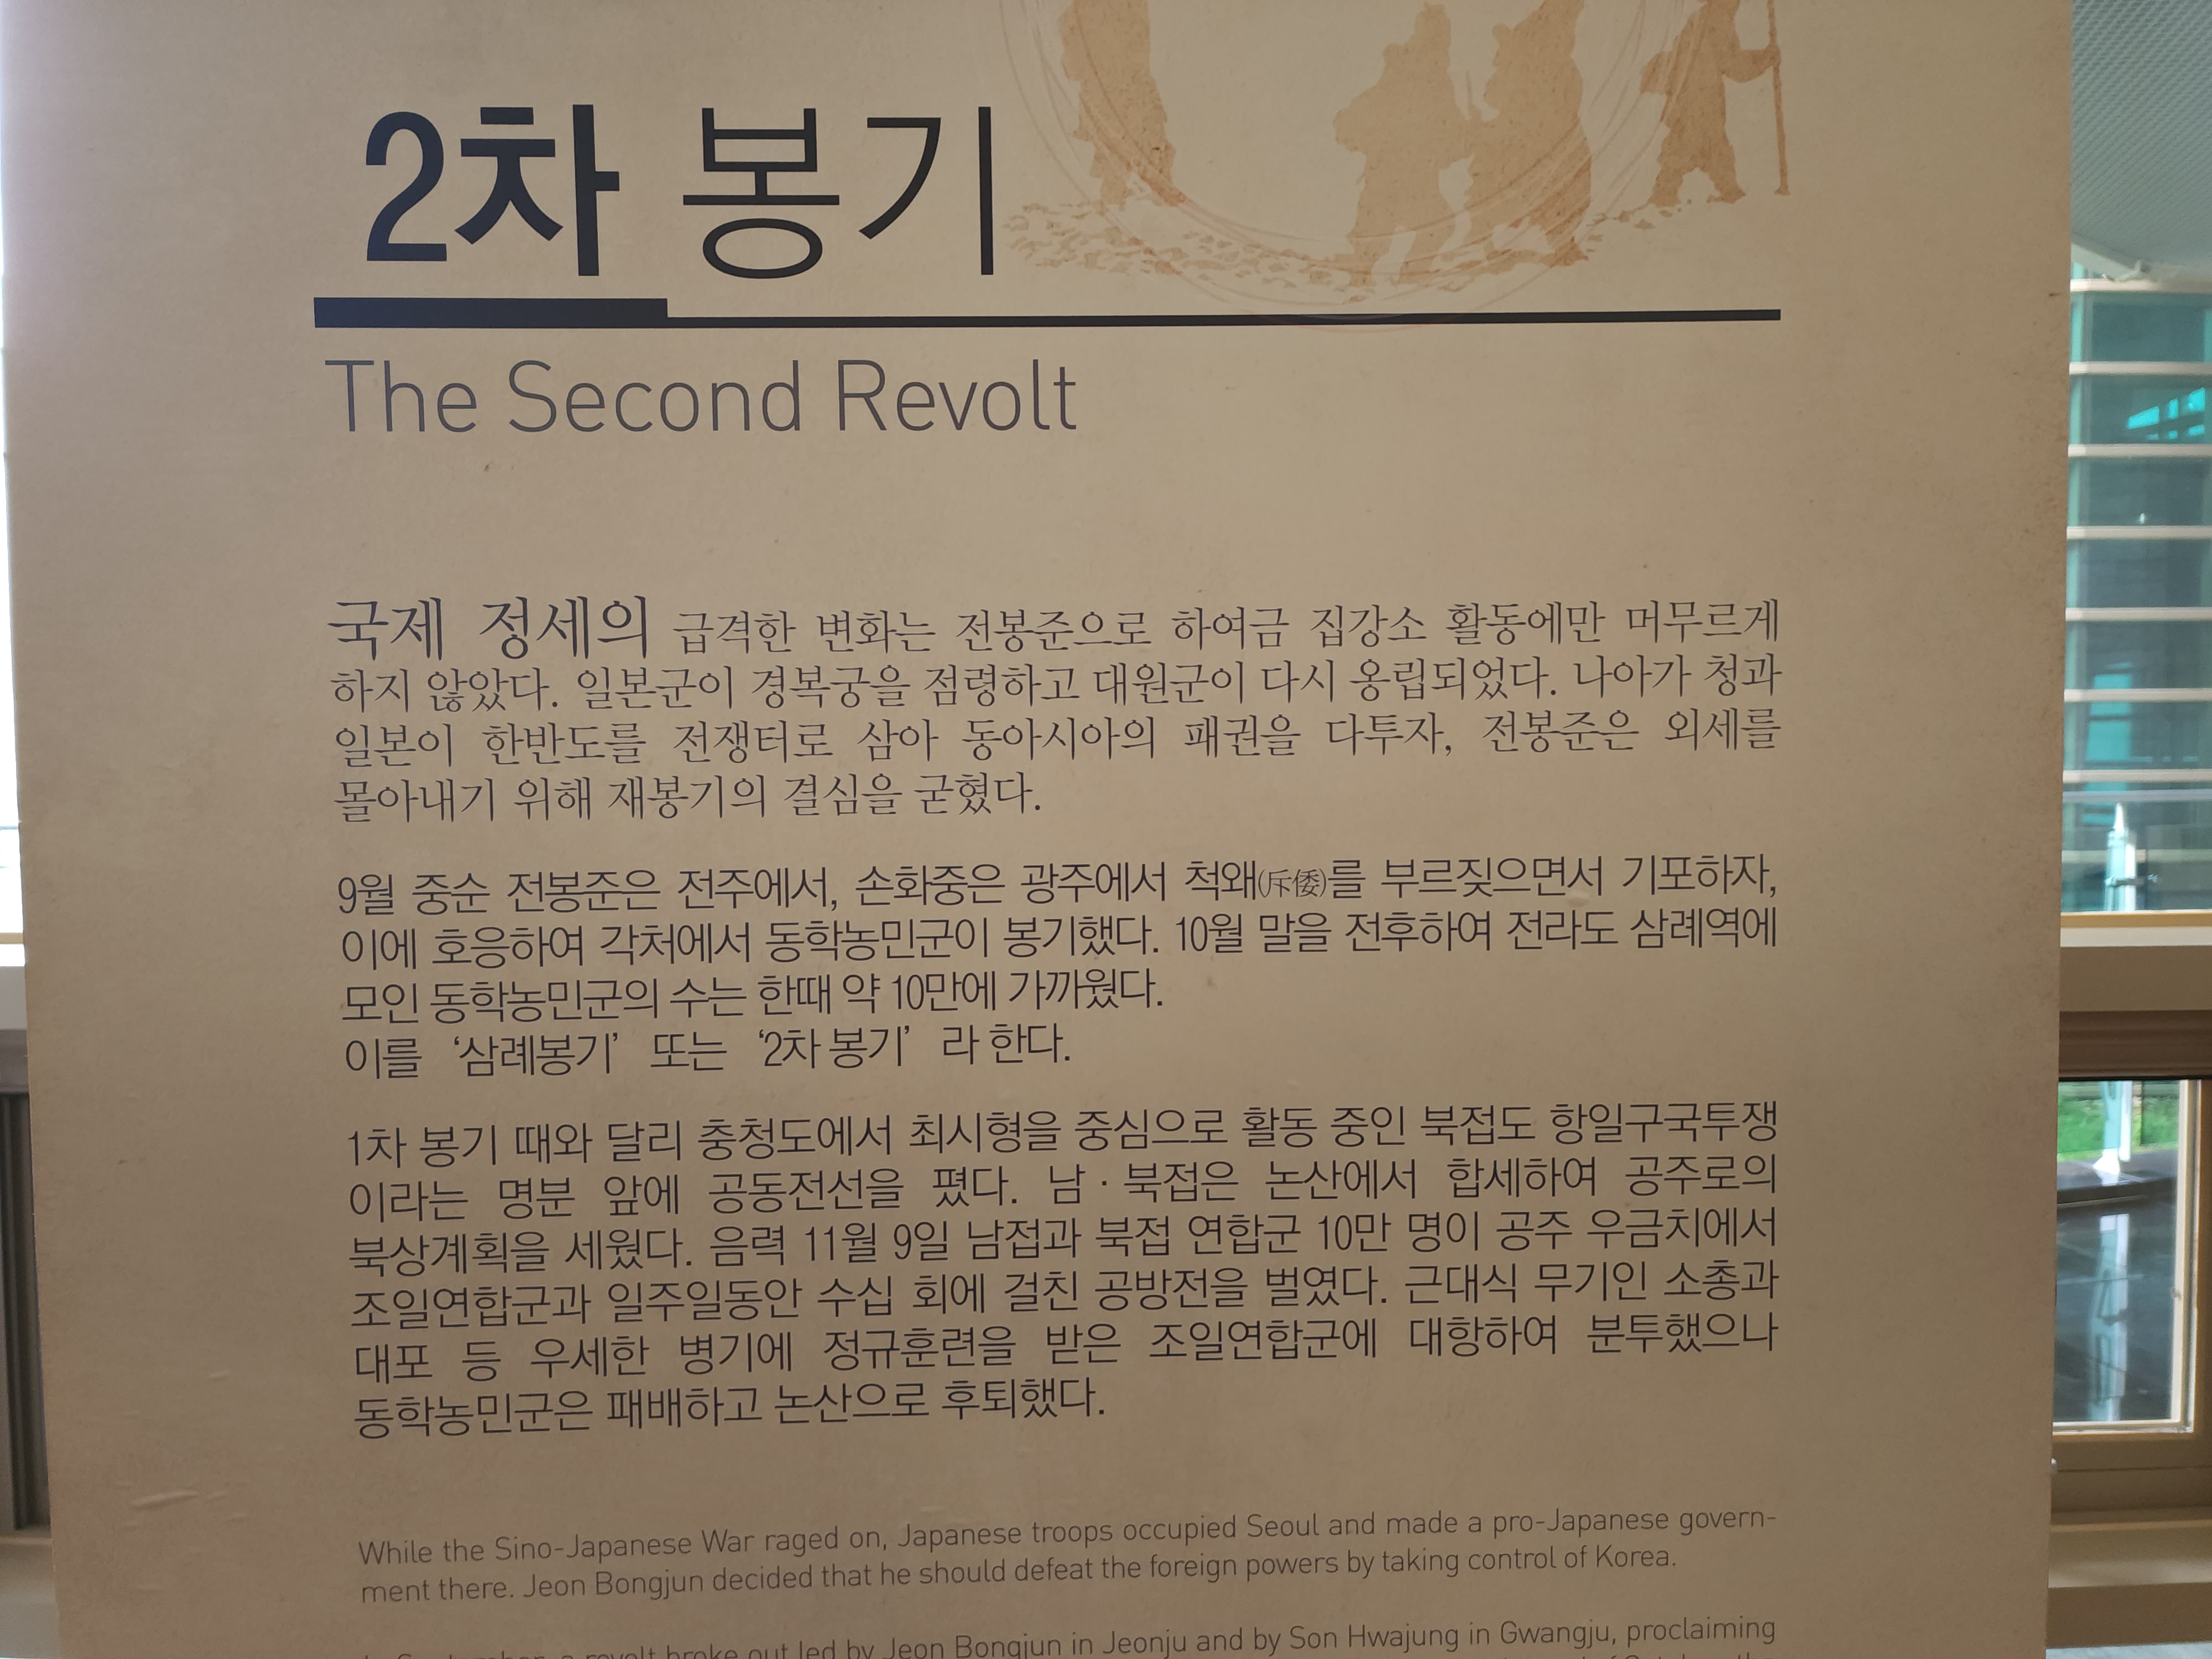 2차 봉기
The Second Revolt
국제 정세의 급격한 변화는 전봉준으로 하여금 집강소 활동에만 머무르게
하지 않았다. 일본군이 경복궁을 점령하고 대원군이 다시 옹립되었다. 나아가 청과
일본이 한반도를 전쟁터로 삼아 동아시아의 패권을 다투자, 전봉준은 외세를
몰아내기 위해 재봉기의 결심을 굳혔다.
9월 중순 전봉준은 전주에서, 손화중은 광주에서 척왜(斥倭)를 부르짖으면서 기포하자,
이에 호응하여 각처에서 동학농민군이 봉기했다. 10월 말을 전후하여 전라도 삼례역에
모인 동학농민군의 수는 한때 약 10만에 가까웠다.
이를 ‘삼례봉기’ 또는 ‘2차 봉기’ 라 한다.
1차 봉기 때와 달리 충청도에서 최시형을 중심으로 활동 중인 북접도 항일구국투쟁
이라는 명분 앞에 공동전선을 폈다. 남 · 북접은 논산에서 합세하여 공주로의
북상계획을 세웠다. 음력 11월 9일 남접과 북접 연합군 10만 명이 공주 우금치에서
조일연합군과 일주일동안 수십 회에 걸친 공방전을 벌였다. 근대식 무기인 소총과
대포 등 우세한 병기에 정규훈련을 받은 조일연합군에 대항하여 분투했으나
동학농민군은 패배하고 논산으로 후퇴했다.
While the Sino-Japanese War raged on, Japanese troops occupied Seoul and made a pro-Japanese govern-
ment there. Jeon Bongjun decided that he should defeat the foreign powers by taking control of Korea.
a revolt broke out led by Jeon Bongjun in Jeonju and by Son Hwajung in Gwangju, proclaiming